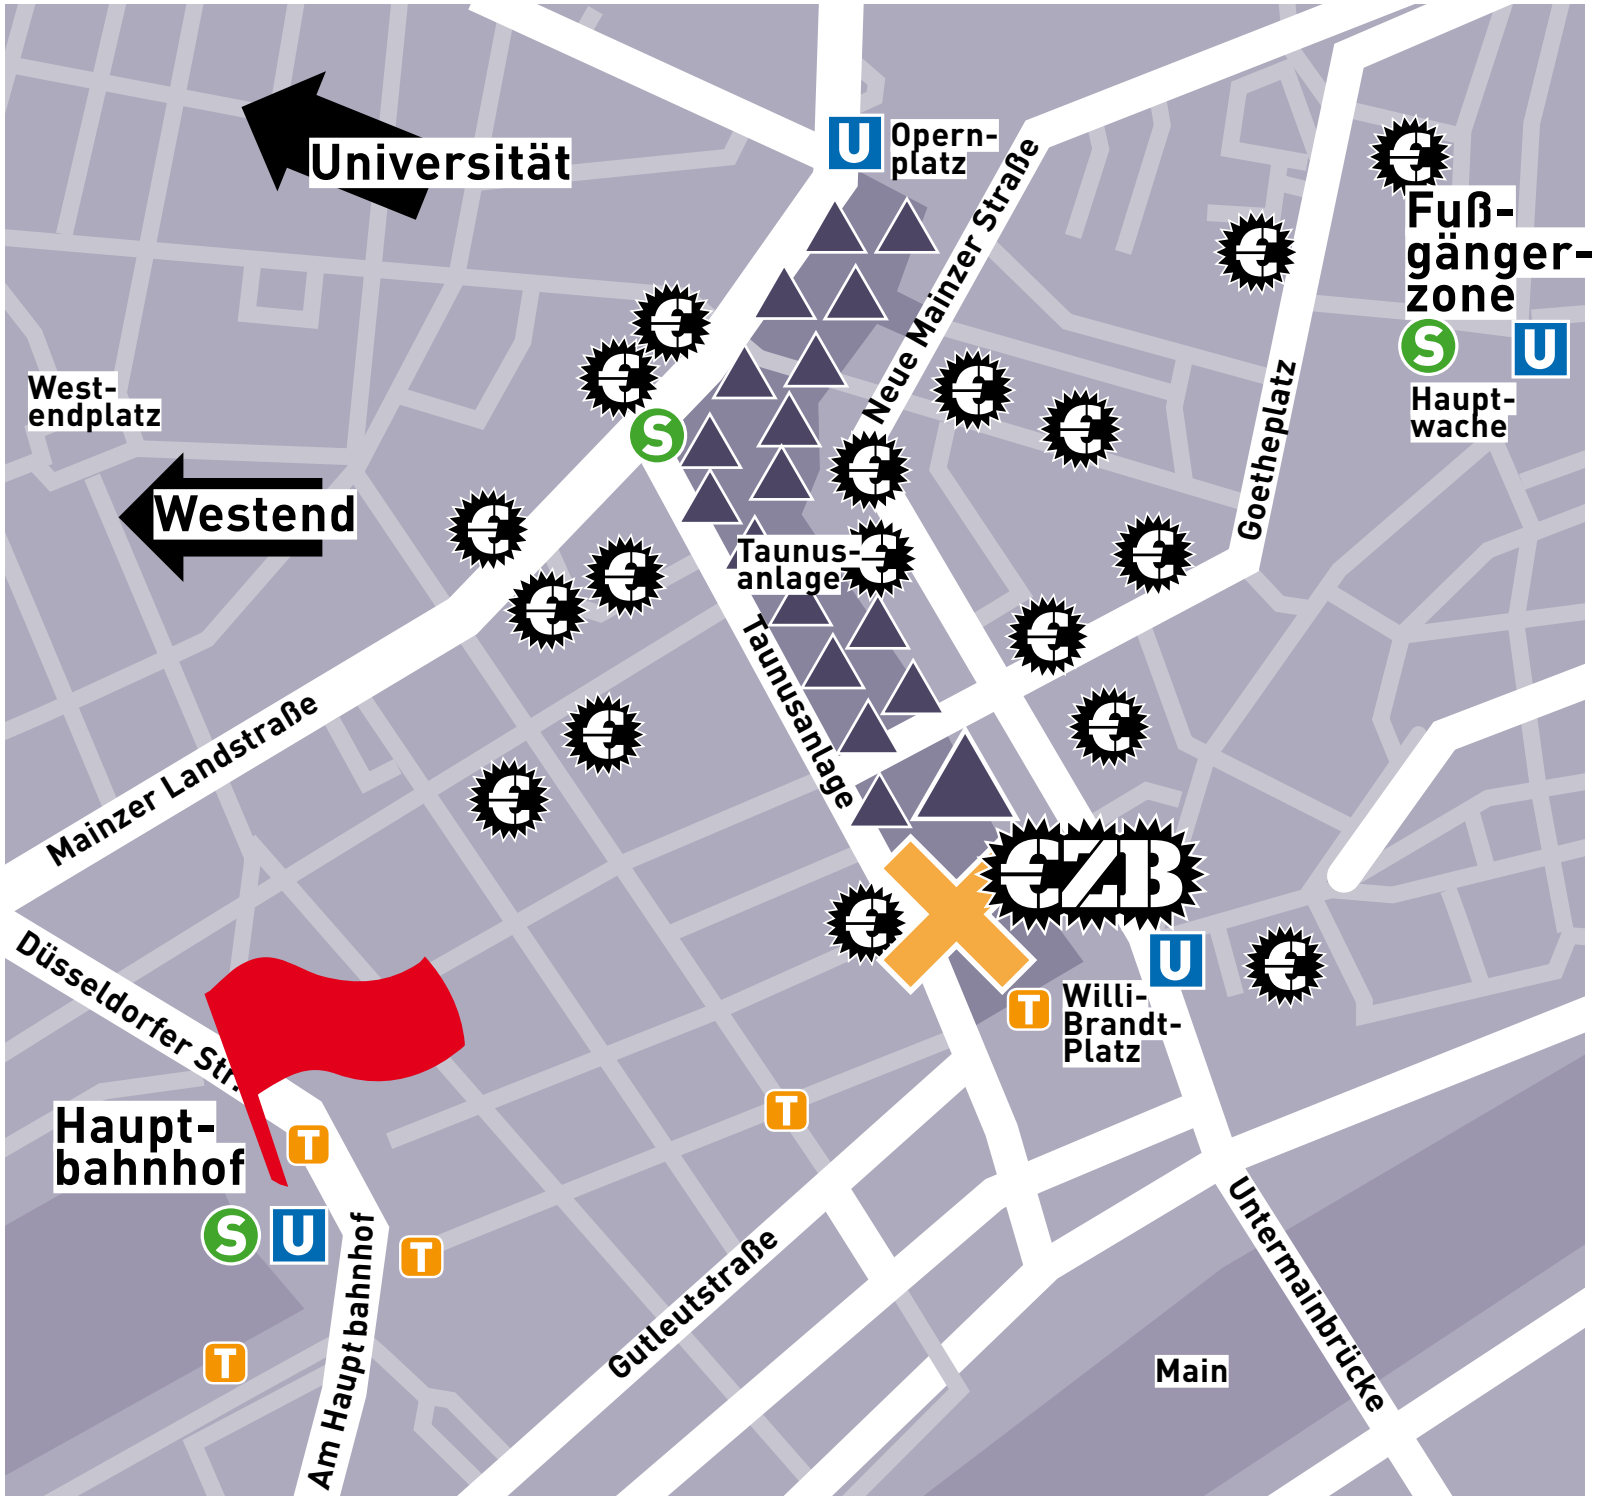 Universität
U
Opern-
platz
Neue Mainzer Straße
€
€
Fuß-
gänger-
zone
€
€
S
U
West-
endplatz
€
€
Haupt-
wache
S
€
Goetheplatz
€
Westend
€
Taunus-
anlage
€
€
€
€
€
Taunusanlage
Mainzer Landstraße
€
€
€
€ZB
€
Düsseldorfer Str.
U
€
T
Willi-
Brandt-
Platz
T
Haupt-
bahnhof
T
S
U
T
Am Hauptbahnhof
Gutleutstraße
Untermainbrücke
T
Main